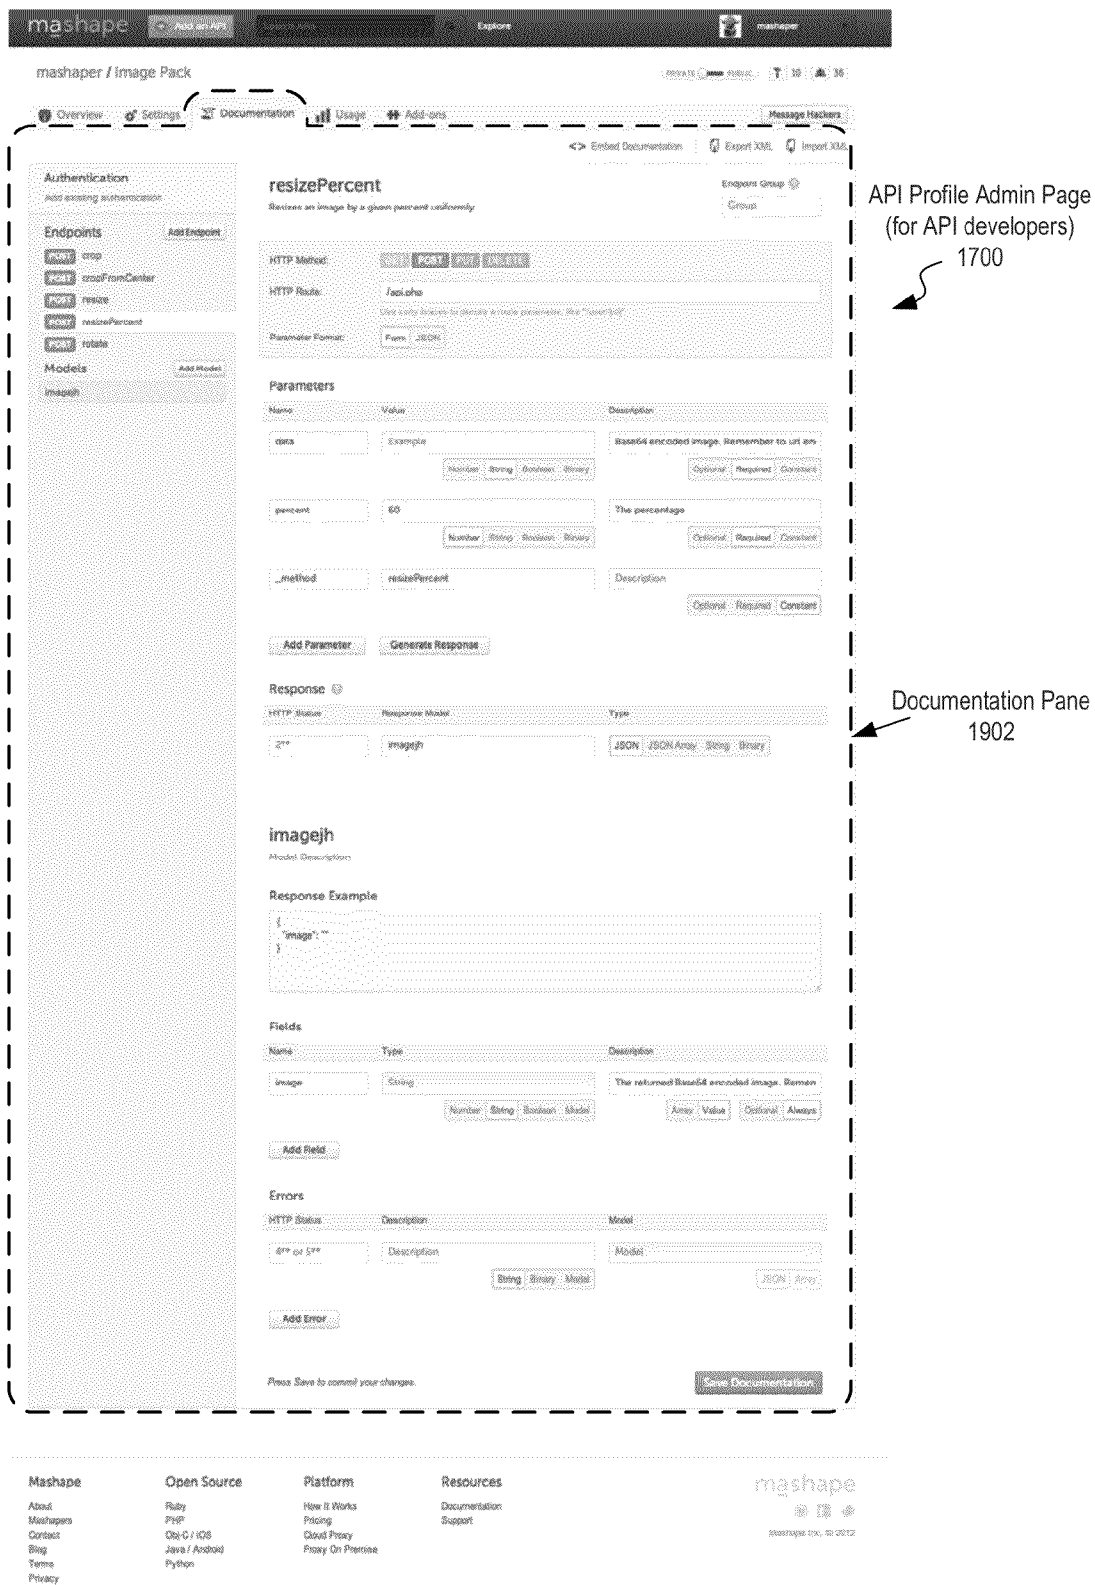 mashape + Add an API Search APIs Explore mashaper
mashaper / Image Pack PRIVATE PUBLIC
Overview Settings Documentation Usage Add-ons Message Hackers
<> Embed Documentation Export XML Import XML
Authentication
Add existing authentication
Endpoints Add Endpoint
POST crop
POST cropFromCenter
POST resize
POST resizePercent
POST rotate
Models Add Model
imagejh
resizePercent Endpoint Group
Resizes an image by a given percent uniformly Group
HTTP Method: GET POST PUT DELETE
HTTP Route: /api.php
Parameter Format: Form JSON
Parameters
Name Value Description
data Example Base64 encoded image. Remember to url en
Number String Boolean Binary Optional Required Constant
percent 60 The percentage
Number String Boolean Binary Optional Required Constant
_method resizePercent Description
Optional Required Constant
Add Parameter Generate Response
Response
HTTP Status Response Model Type
2** imagejh JSON JSON Array String Binary
imagejh
Model Description
Response Example
{
"image": ""
}
Fields
Name Type Description
image String The returned Base64 encoded image. Remem
Number String Boolean Model Array Value Optional Always
Add Field
Errors
HTTP Status Description Model
4** or 5** Description Model
String Binary Model JSON Array
Add Error
Press Save to commit your changes. Save Documentation
API Profile Admin Page
(for API developers)
1700
Documentation Pane
1902
Mashape Open Source Platform Resources
About Ruby How It Works Documentation
Mashapers PHP Pricing Support
Contact Obj-C / iOS Cloud Proxy
Blog Java / Android Proxy On Premise
Terms Python
Privacy
mashape
Mashape Inc. © 2012